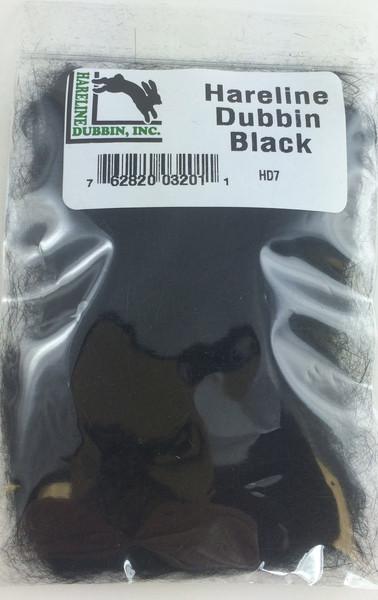 HARELINE
DUBBIN, INC.
Hareline
Dubbin
Black
7 62820 03201 1
HD7